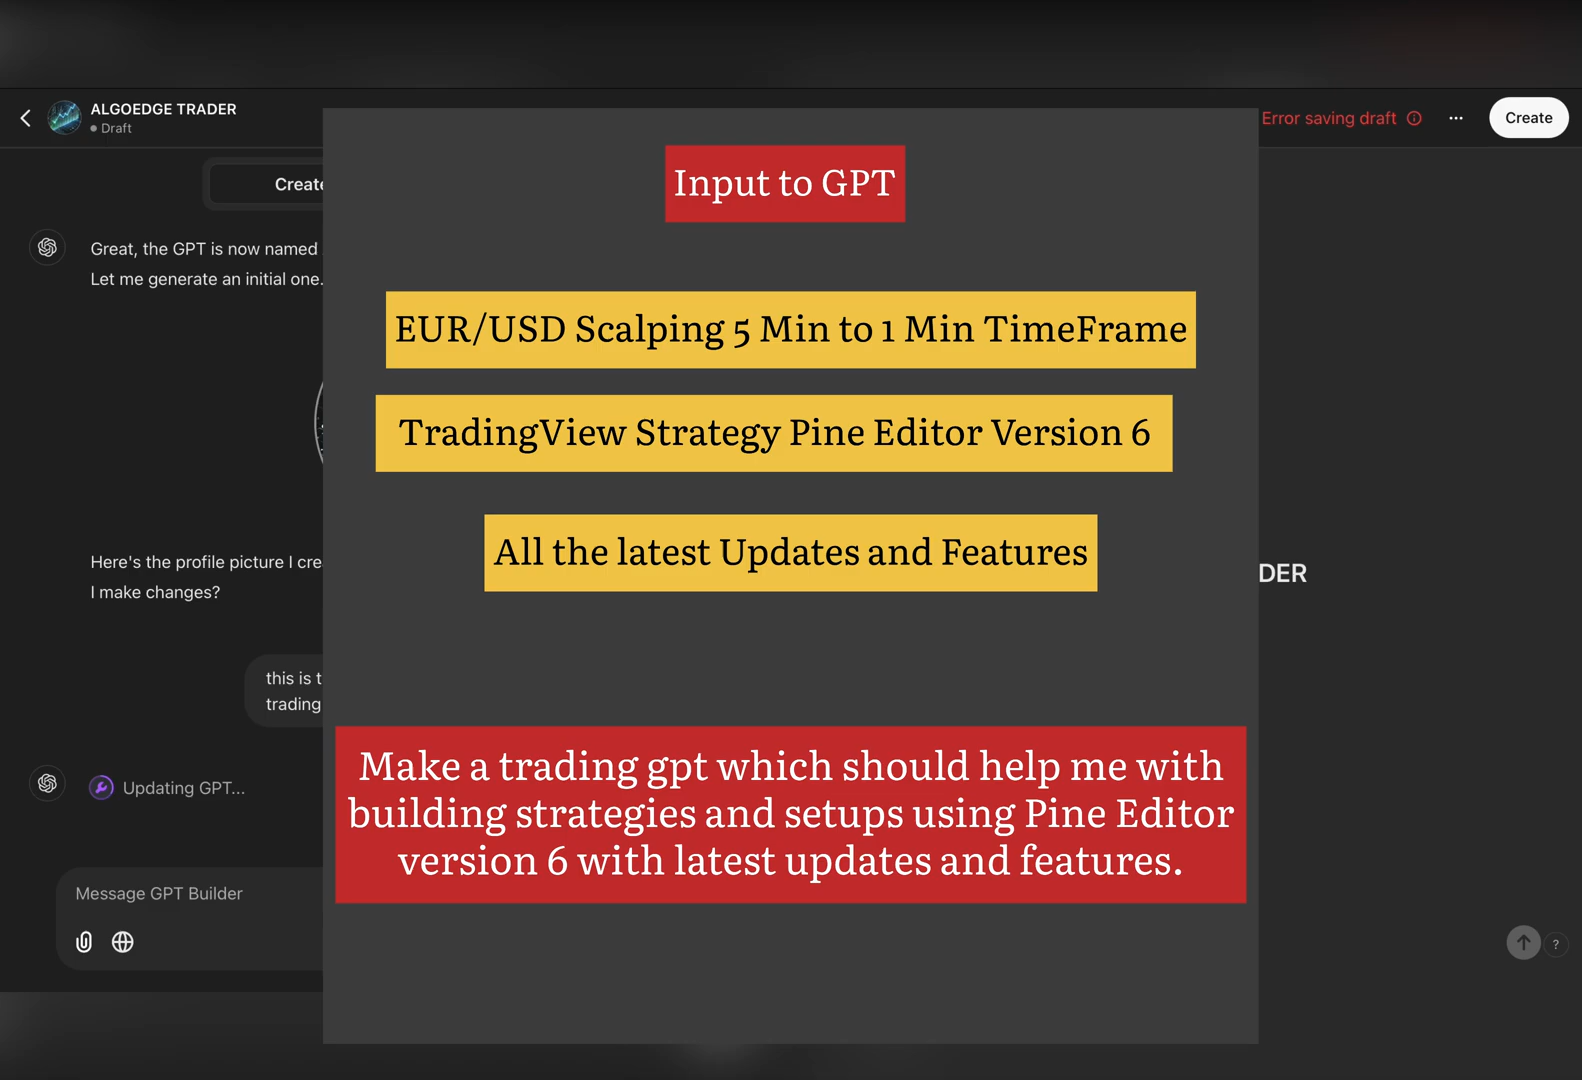 ALGOEDGE TRADER
Draft
Error saving draft
Create
Create
Input to GPT
Great, the GPT is now named
Let me generate an initial one.
EUR/USD Scalping 5 Min to 1 Min TimeFrame
TradingView Strategy Pine Editor Version 6
All the latest Updates and Features
Here's the profile picture I cre
I make changes?
DER
this is t
trading
Make a trading gpt which should help me with
building strategies and setups using Pine Editor
version 6 with latest updates and features.
Updating GPT...
Message GPT Builder
?